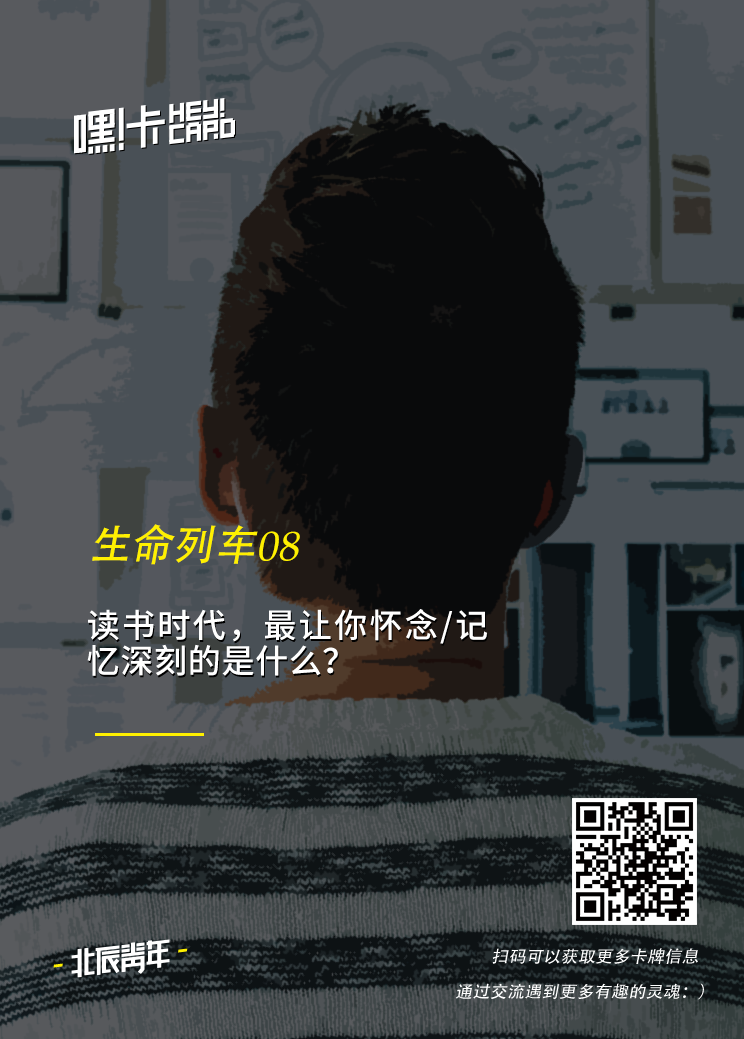 嘿!卡 HEY! CARD
生命列车08
读书时代，最让你怀念/记
忆深刻的是什么？
- 北辰青年 -
扫码可以获取更多卡牌信息
通过交流遇到更多有趣的灵魂：）